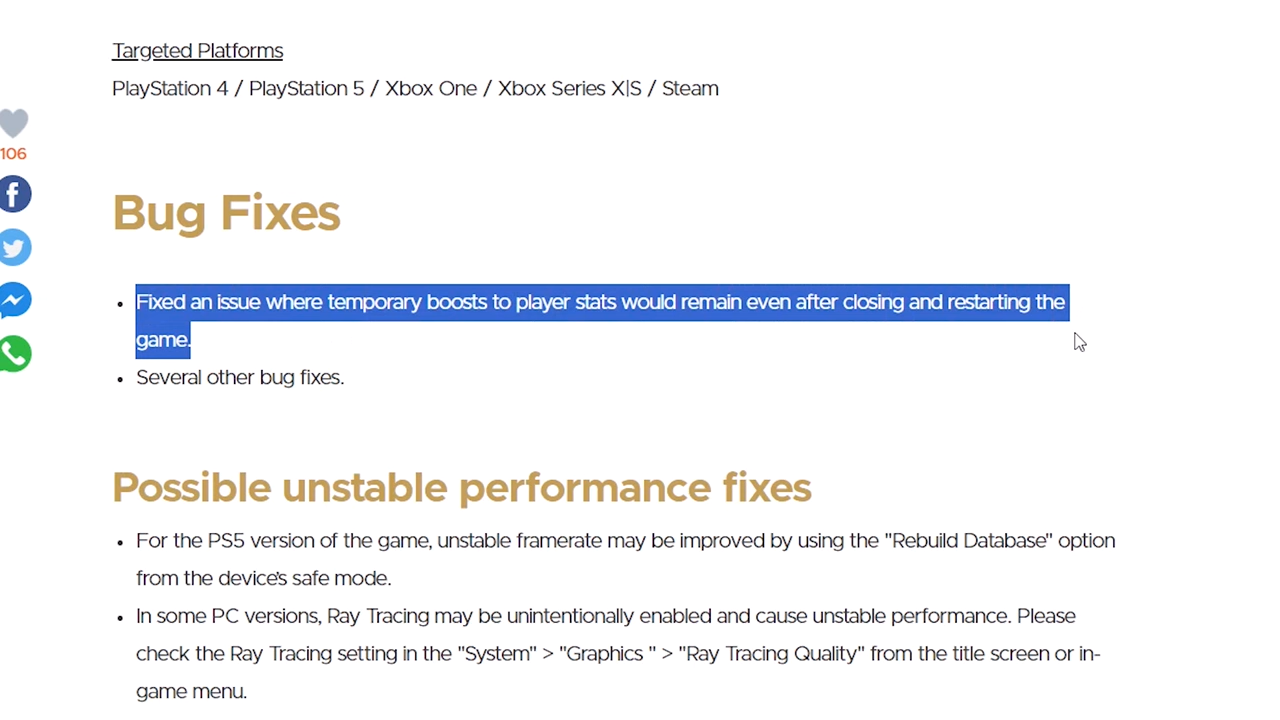 Targeted Platforms
PlayStation 4 / PlayStation 5 / Xbox One / Xbox Series X|S / Steam
106
Bug Fixes
• Fixed an issue where temporary boosts to player stats would remain even after closing and restarting the
game.
• Several other bug fixes.
Possible unstable performance fixes
• For the PS5 version of the game, unstable framerate may be improved by using the "Rebuild Database" option
from the device's safe mode.
• In some PC versions, Ray Tracing may be unintentionally enabled and cause unstable performance. Please
check the Ray Tracing setting in the "System" > "Graphics " > "Ray Tracing Quality" from the title screen or in-
game menu.